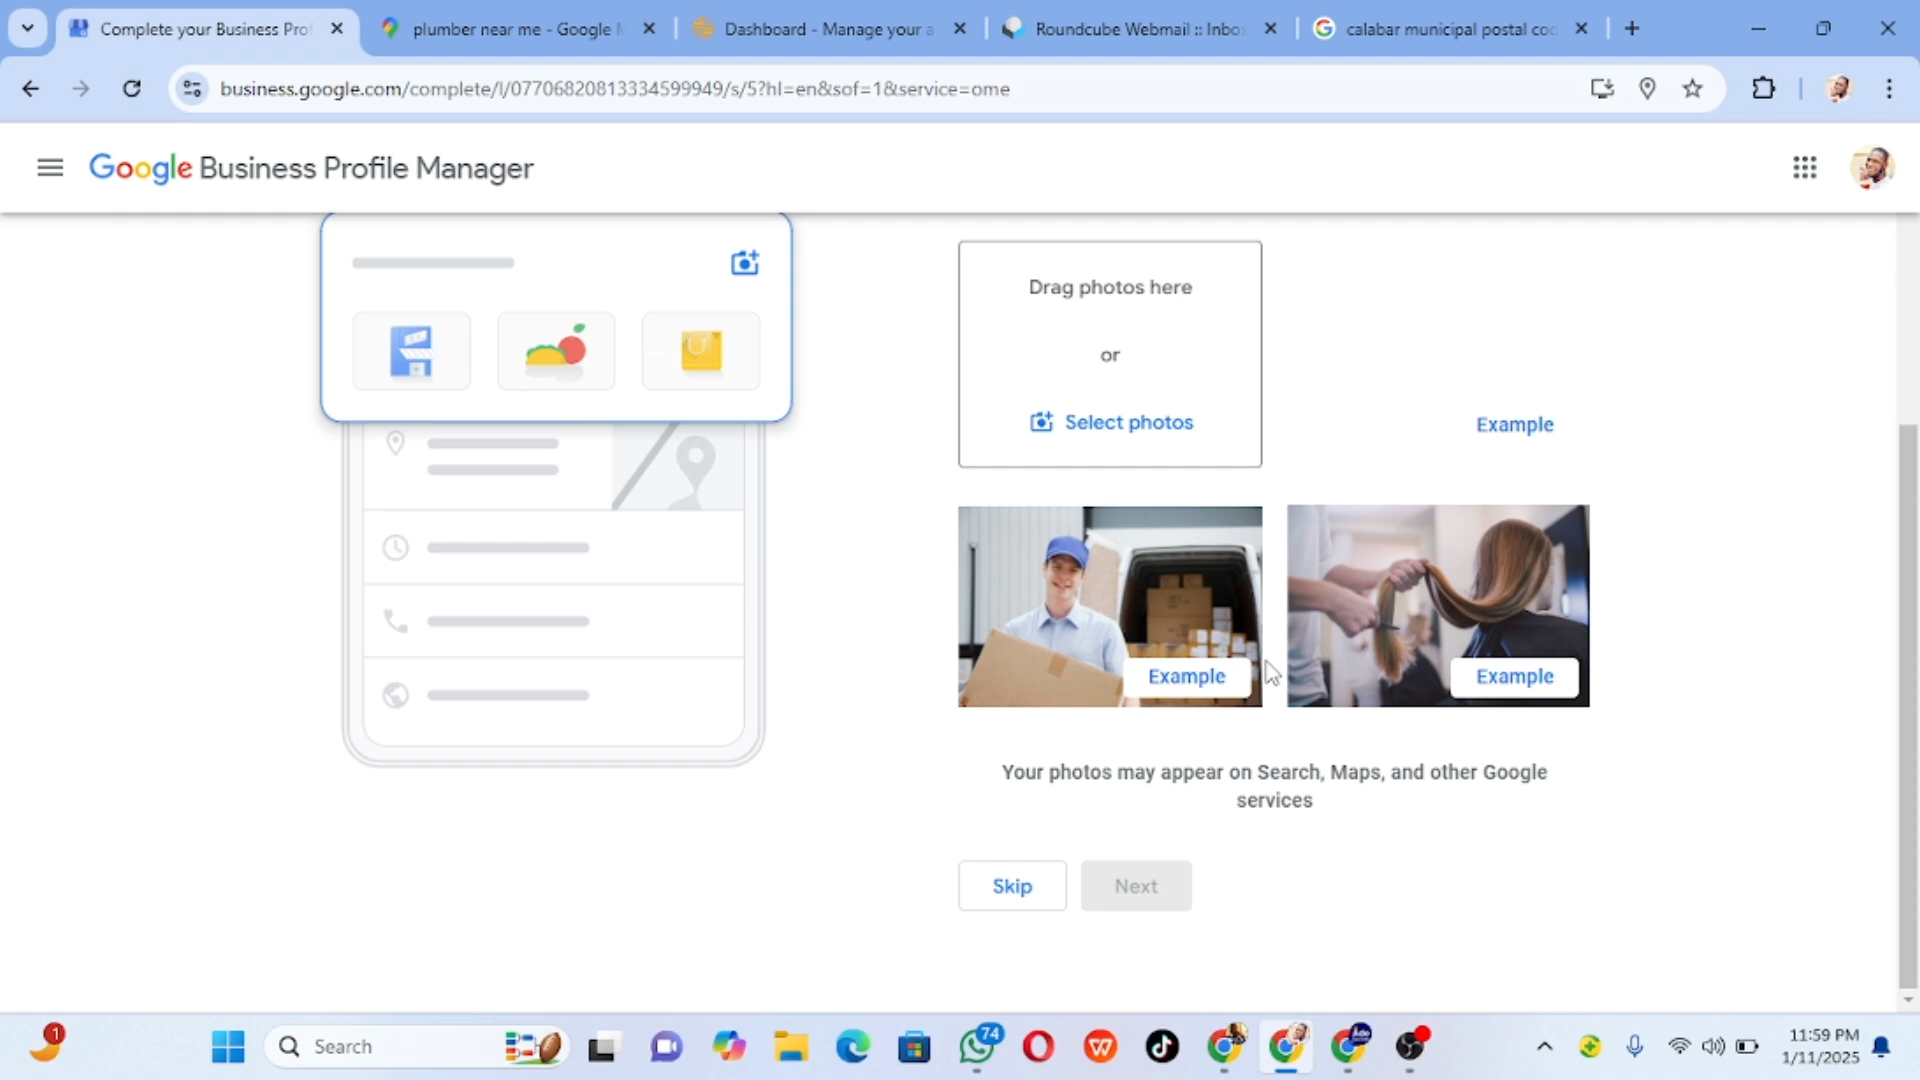 Complete your Business Prof
plumber near me - Google M
Dashboard - Manage your a
Roundcube Webmail :: Inbo
calabar municipal postal cod
business.google.com/complete/l/07706820813334599949/s/5?hl=en&sof=1&service=ome
Google Business Profile Manager
Drag photos here
or
Select photos
Example
Example
Example
Your photos may appear on Search, Maps, and other Google
services
Skip
Next
1
Search
74
11:59 PM
1/11/2025